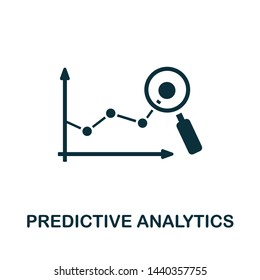 PREDICTIVE ANALYTICS
shutterstock.com · 1440357755